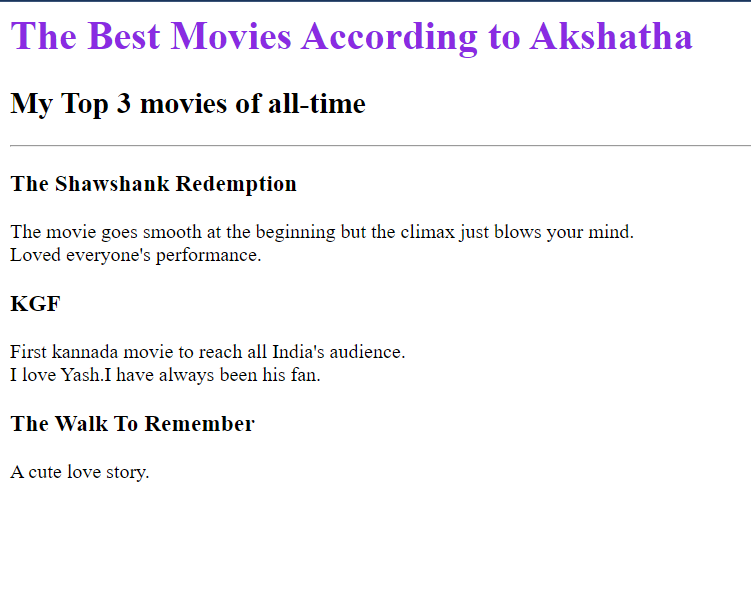 The Best Movies According to Akshatha
My Top 3 movies of all-time
The Shawshank Redemption
The movie goes smooth at the beginning but the climax just blows your mind.
Loved everyone's performance.
KGF
First kannada movie to reach all India's audience.
I love Yash.I have always been his fan.
The Walk To Remember
A cute love story.